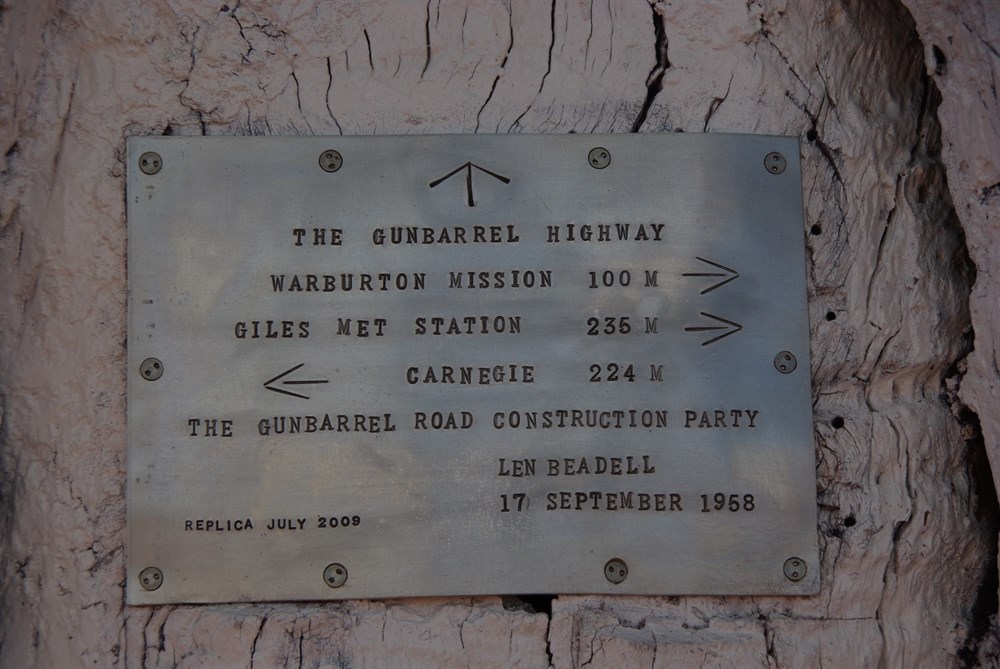 THE GUNBARREL HIGHWAY
WARBURTON MISSION 100 M
GILES MET STATION 235 M
CARNEGIE 224 M
THE GUNBARREL ROAD CONSTRUCTION PARTY
LEN BEADELL
17 SEPTEMBER 1958
REPLICA JULY 2009